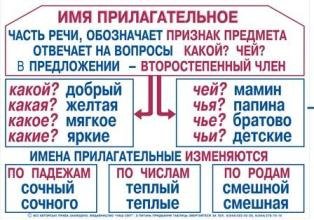 ИМЯ ПРИЛАГАТЕЛЬНОЕ
ЧАСТЬ РЕЧИ, ОБОЗНАЧАЕТ ПРИЗНАК ПРЕДМЕТА
ОТВЕЧАЕТ НА ВОПРОСЫ КАКОЙ? ЧЕЙ?
В ПРЕДЛОЖЕНИИ – ВТОРОСТЕПЕННЫЙ ЧЛЕН
какой? добрый
какая? желтая
какое? мягкое
какие? яркие
чей? мамин
чья? папина
чье? братово
чьи? детские
ИМЕНА ПРИЛАГАТЕЛЬНЫЕ ИЗМЕНЯЮТСЯ
ПО ПАДЕЖАМ
сочный
сочного
ПО ЧИСЛАМ
теплый
теплые
ПО РОДАМ
смешной
смешная